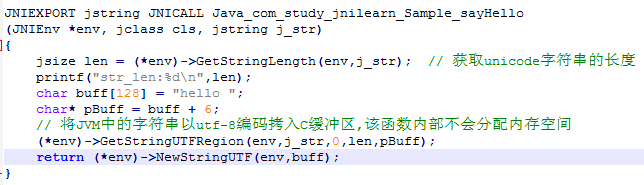 JNIEXPORT jstring JNICALL Java_com_study_jnilearn_Sample_sayHello
(JNIEnv *env, jclass cls, jstring j_str)
{
    jsize len = (*env)->GetStringLength(env,j_str);  // 获取unicode字符串的长度
    printf("str_len:%d\n",len);
    char buff[128] = "hello ";
    char* pBuff = buff + 6;
    // 将JVM中的字符串以utf-8编码拷入C缓冲区,该函数内部不会分配内存空间
    (*env)->GetStringUTFRegion(env,j_str,0,len,pBuff);
    return (*env)->NewStringUTF(env,buff);
}